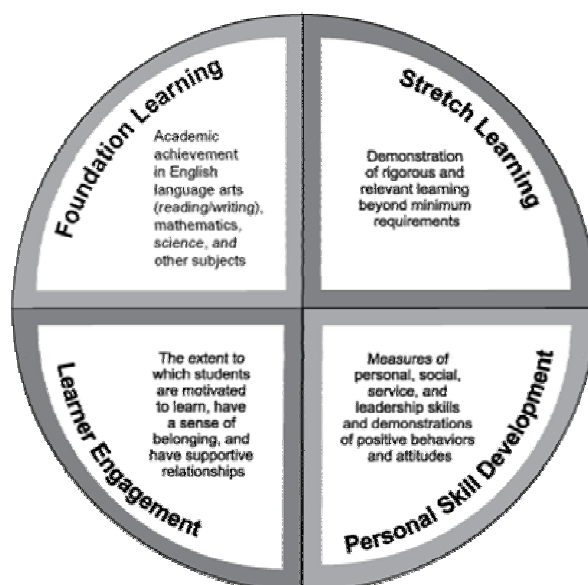 Foundation Learning
Academic
achievement
in English
language arts
(reading/writing),
mathematics,
science, and
other subjects
Stretch Learning
Demonstration
of rigorous and
relevant learning
beyond minimum
requirements
Learner Engagement
The extent to
which students
are motivated
to learn, have
a sense of
belonging, and
have supportive
relationships
Personal Skill Development
Measures of
personal, social,
service, and
leadership skills
and demonstrations
of positive behaviors
and attitudes